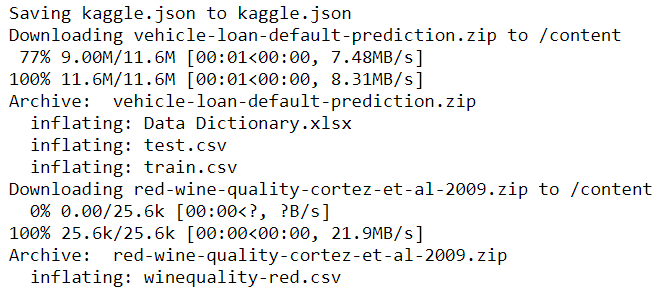 Saving kaggle.json to kaggle.json
Downloading vehicle-loan-default-prediction.zip to /content
 77% 9.00M/11.6M [00:01<00:00, 7.48MB/s]
100% 11.6M/11.6M [00:01<00:00, 8.31MB/s]
Archive:  vehicle-loan-default-prediction.zip
  inflating: Data Dictionary.xlsx
  inflating: test.csv
  inflating: train.csv
Downloading red-wine-quality-cortez-et-al-2009.zip to /content
  0% 0.00/25.6k [00:00<?, ?B/s]
100% 25.6k/25.6k [00:00<00:00, 21.9MB/s]
Archive:  red-wine-quality-cortez-et-al-2009.zip
  inflating: winequality-red.csv